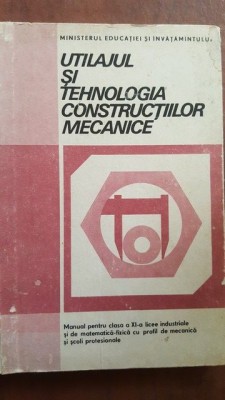 MINISTERUL EDUCAȚIEI ȘI ÎNVĂȚĂMÎNTULUI
UTILAJUL
ȘI
TEHNOLOGIA
CONSTRUCȚIILOR
MECANICE
Manual pentru clasa a XI-a licee industriale
și de matematică-fizică cu profil de mecanică
și școli profesionale